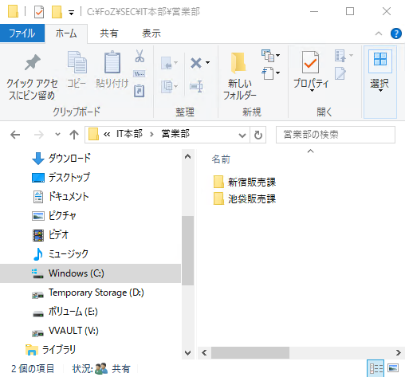 C:¥FoZ¥SEC¥IT本部¥営業部
ファイル ホーム 共有 表示
クイック アクセスにピン留め コピー 貼り付け 新しいフォルダー プロパティ 選択
クリップボード 整理 新規 開く
« IT本部 › 営業部 営業部の検索
ダウンロード
デスクトップ
ドキュメント
ピクチャ
ビデオ
ミュージック
Windows (C:)
Temporary Storage (D:)
ボリューム (E:)
VVAULT (V:)
ライブラリ
名前
新宿販売課
池袋販売課
2 個の項目 状況: 共有